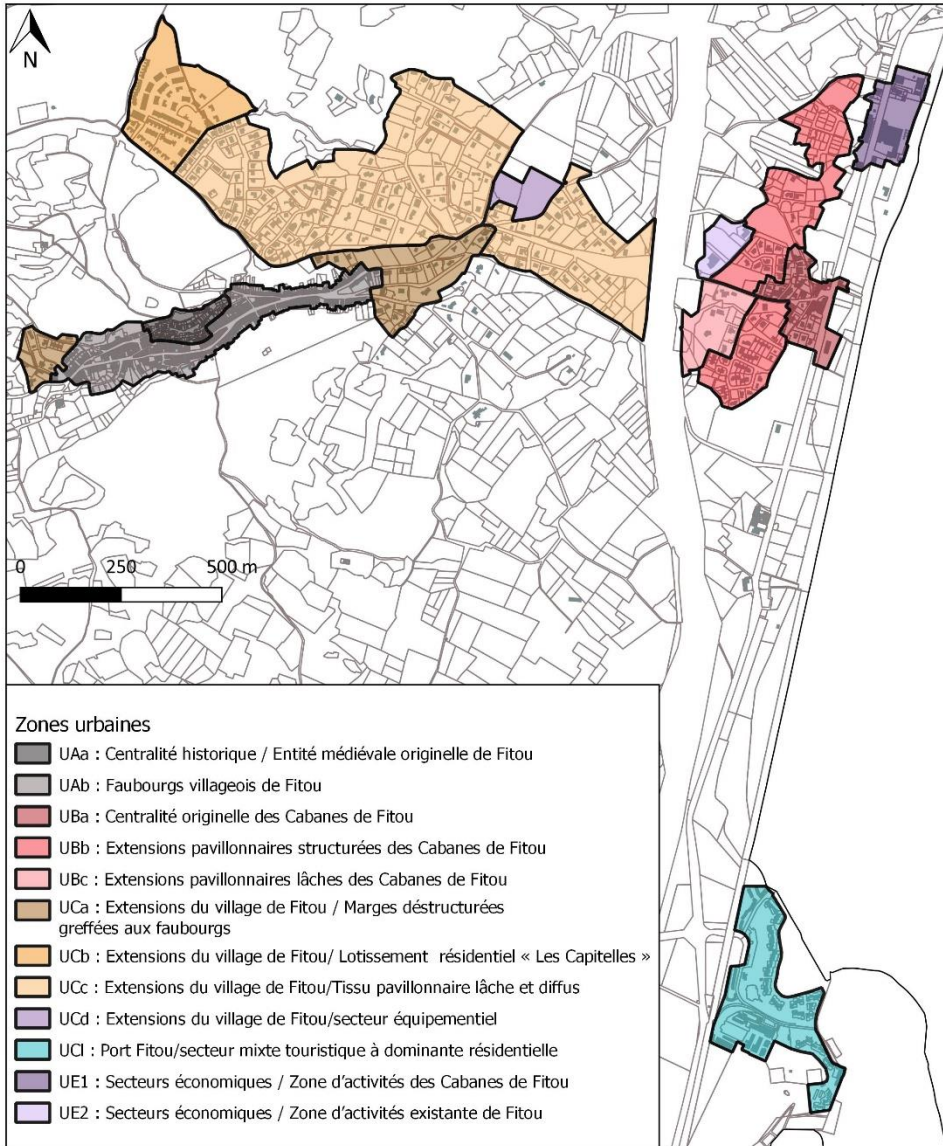 N
0 250 500 m
Zones urbaines
UAa : Centralité historique / Entité médiévale originelle de Fitou
UAb : Faubourgs villageois de Fitou
UBa : Centralité originelle des Cabanes de Fitou
UBb : Extensions pavillonnaires structurées des Cabanes de Fitou
UBc : Extensions pavillonnaires lâches des Cabanes de Fitou
UCa : Extensions du village de Fitou / Marges déstructurées
greffées aux faubourgs
UCb : Extensions du village de Fitou/ Lotissement résidentiel « Les Capitelles »
UCc : Extensions du village de Fitou/Tissu pavillonnaire lâche et diffus
UCd : Extensions du village de Fitou/secteur équipementiel
UCl : Port Fitou/secteur mixte touristique à dominante résidentielle
UE1 : Secteurs économiques / Zone d'activités des Cabanes de Fitou
UE2 : Secteurs économiques / Zone d'activités existante de Fitou